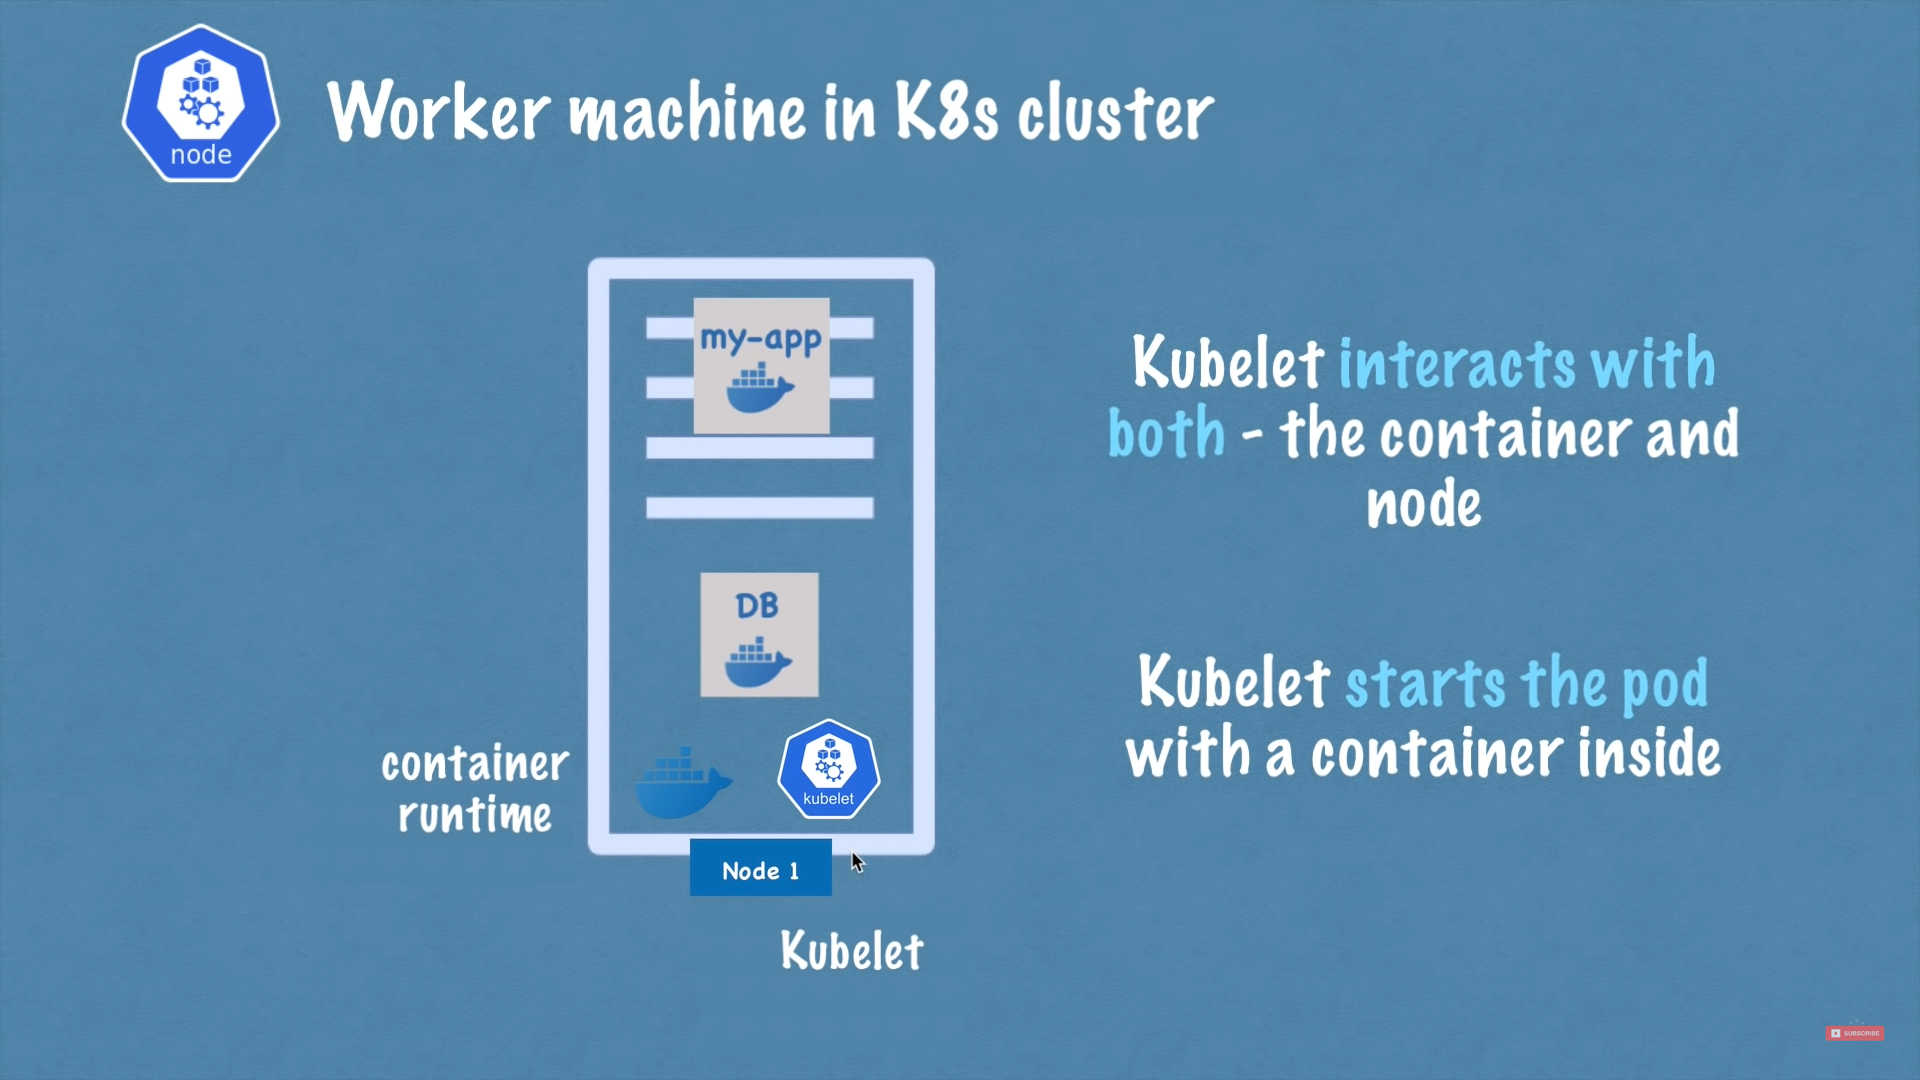 node
Worker machine in K8s cluster
my-app
DB
container
runtime
kubelet
Node 1
Kubelet
Kubelet interacts with
both - the container and
node
Kubelet starts the pod
with a container inside
SUBSCRIBE